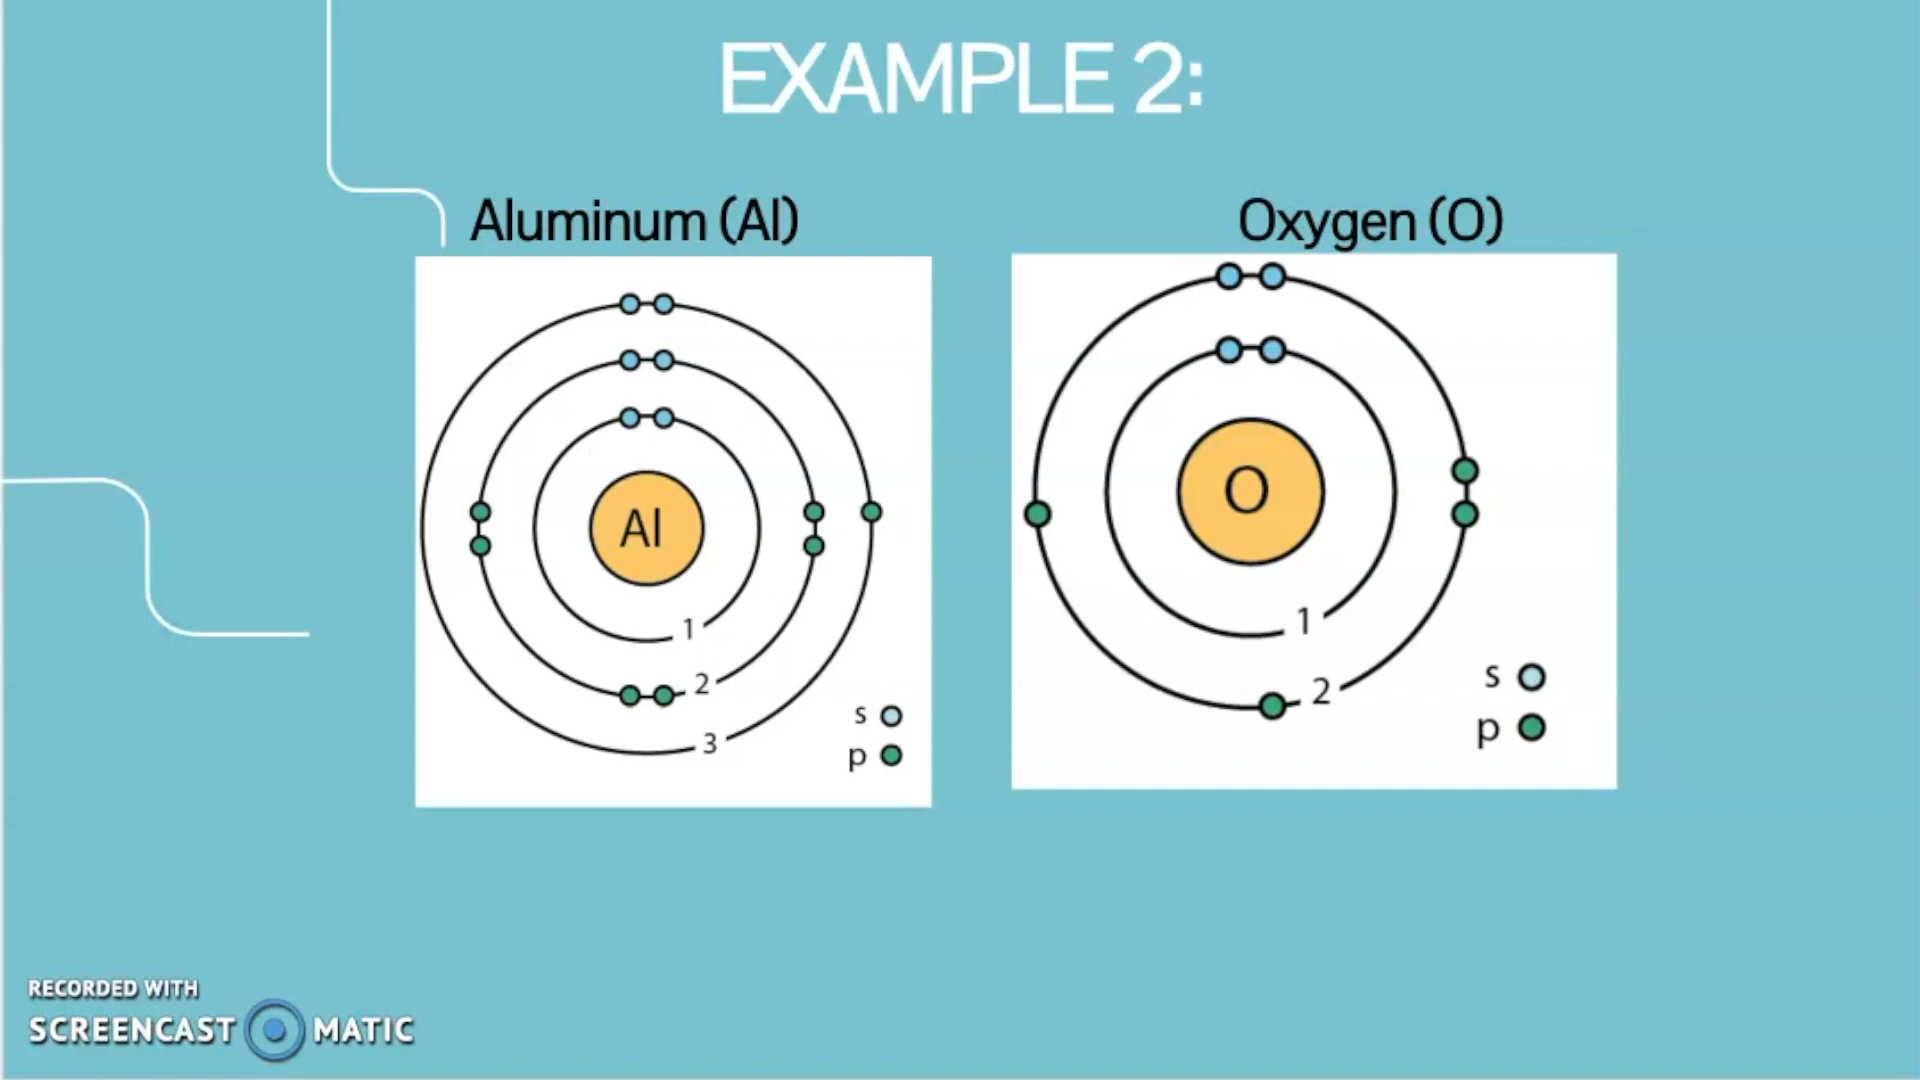 EXAMPLE 2:
Aluminum (Al)
Al
1
2
3
s
p
Oxygen (O)
O
1
2
s
p
RECORDED WITH
SCREENCAST MATIC